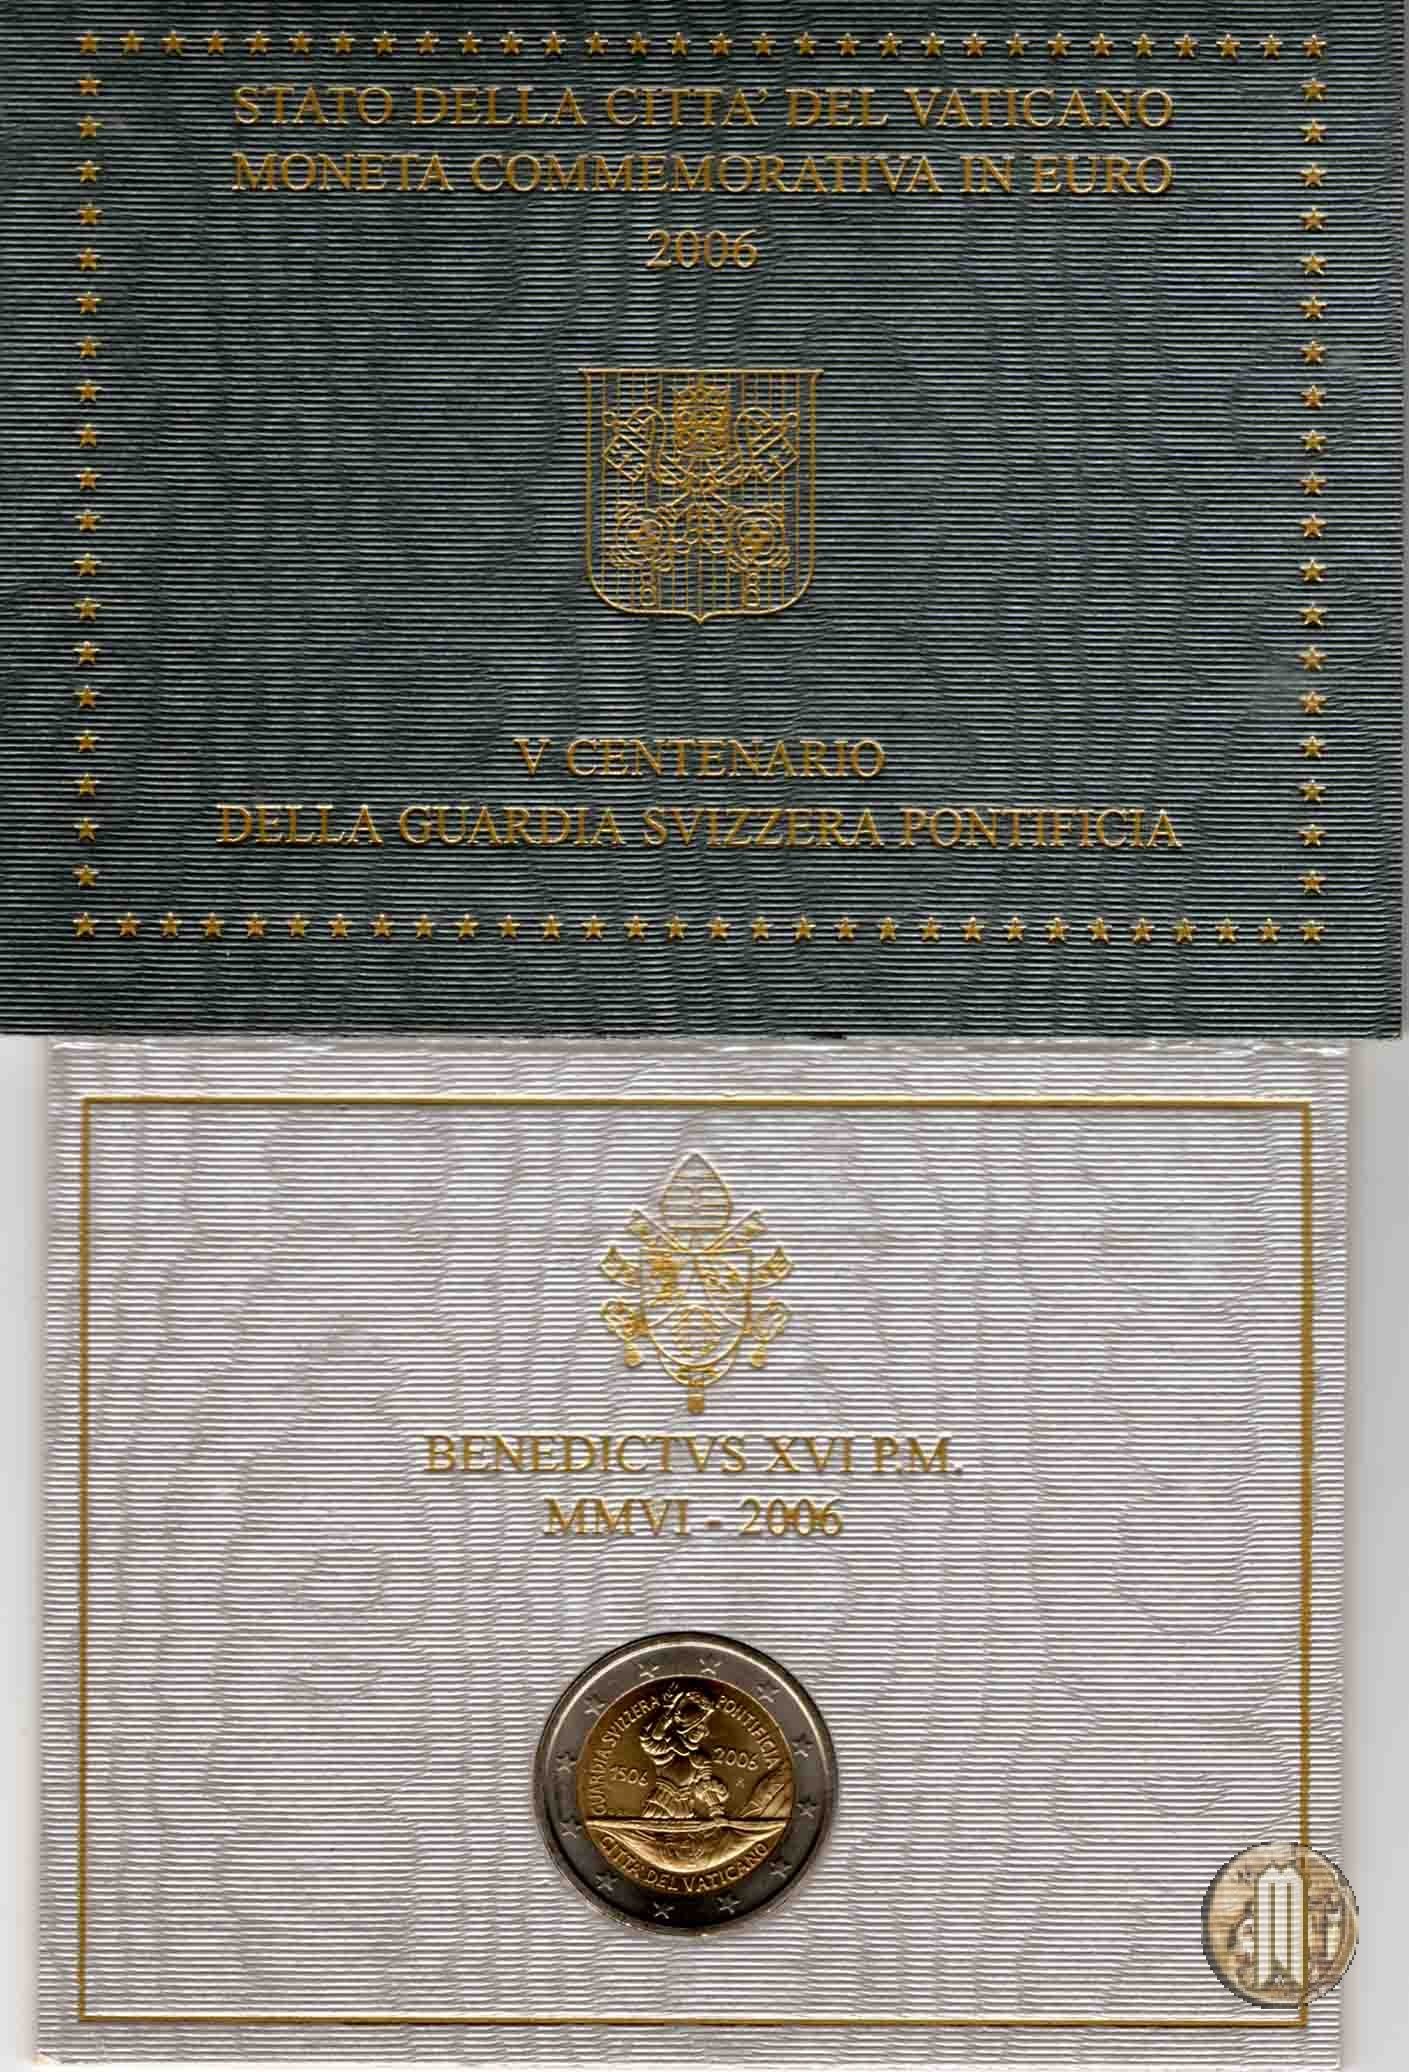 STATO DELLA CITTA' DEL VATICANO
MONETA COMMEMORATIVA IN EURO
2006
V CENTENARIO
DELLA GUARDIA SVIZZERA PONTIFICIA
BENEDICTVS XVI P.M.
MMVI - 2006
GUARDIA SVIZZERA PONTIFICIA
1506 2006
CITTÀ DEL VATICANO